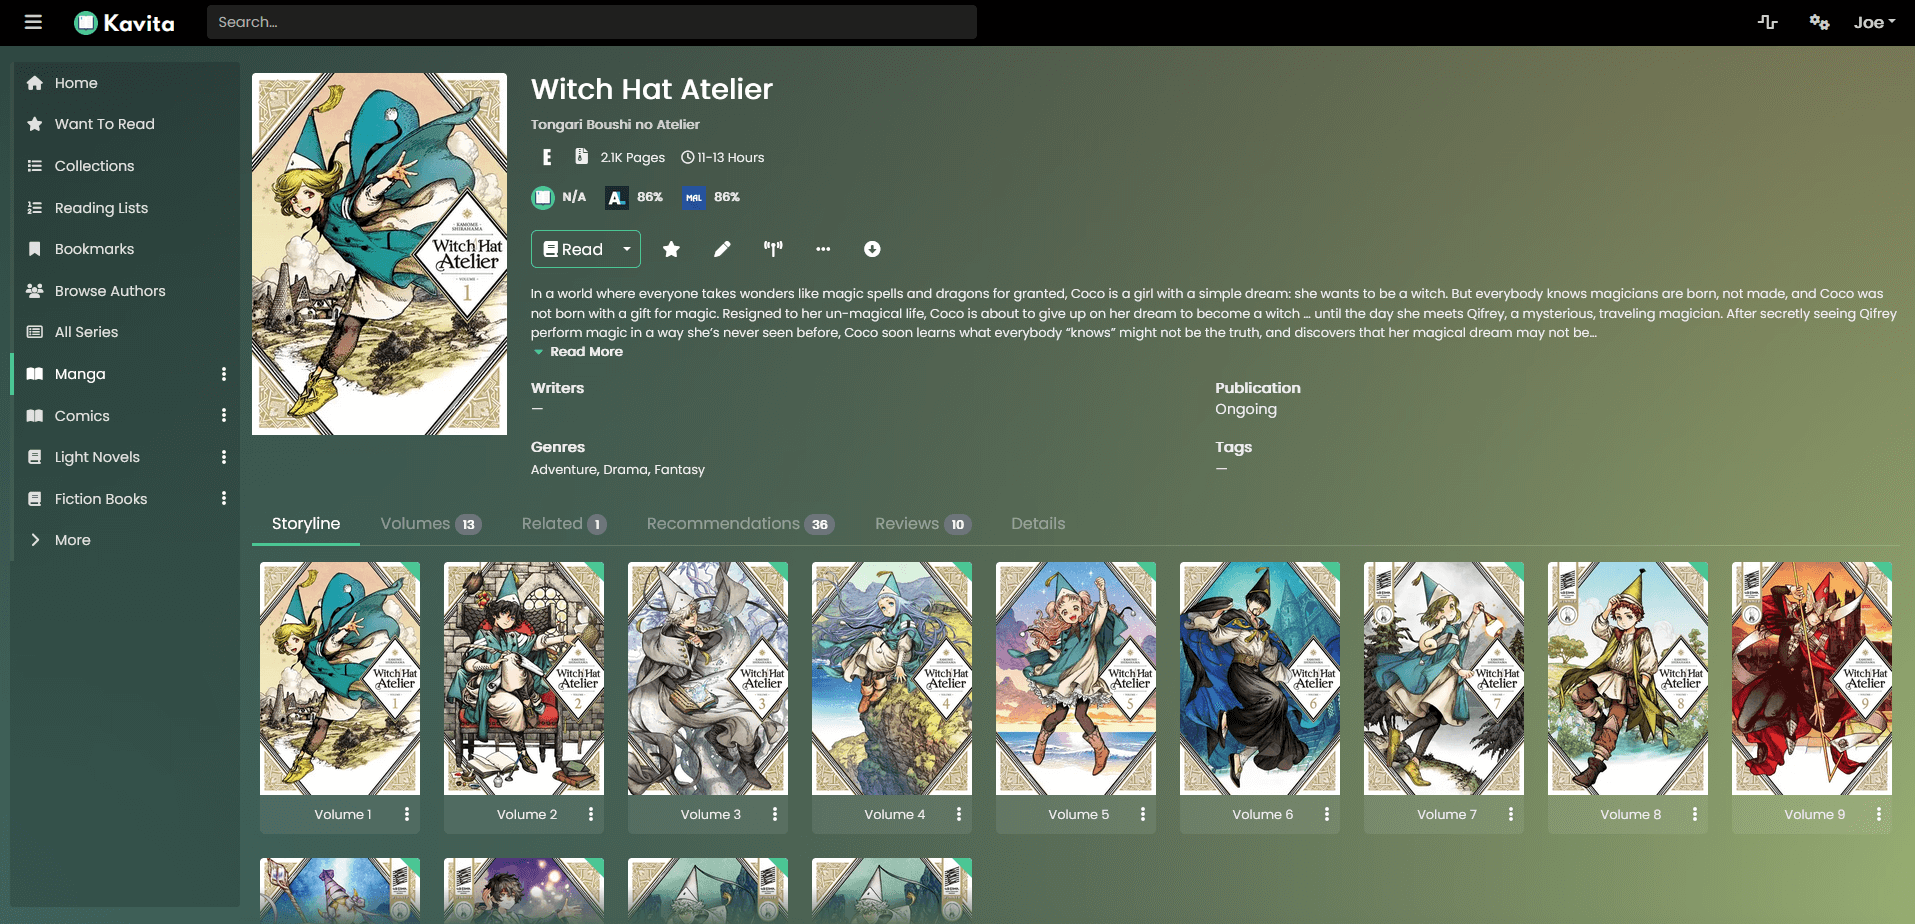 Kavita
Search...
Joe
Home
Want To Read
Collections
Reading Lists
Bookmarks
Browse Authors
All Series
Manga
Comics
Light Novels
Fiction Books
More
KAMOME
SHIRAHAMA
Witch Hat
Atelier
VOLUME
1
Witch Hat Atelier
Tongari Boushi no Atelier
E
2.1K Pages
11-13 Hours
N/A
A
86%
MAL
86%
Read
In a world where everyone takes wonders like magic spells and dragons for granted, Coco is a girl with a simple dream: she wants to be a witch. But everybody knows magicians are born, not made, and Coco was
not born with a gift for magic. Resigned to her un-magical life, Coco is about to give up on her dream to become a witch … until the day she meets Qifrey, a mysterious, traveling magician. After secretly seeing Qifrey
perform magic in a way she’s never seen before, Coco soon learns what everybody “knows” might not be the truth, and discovers that her magical dream may not be…
Read More
Writers
—
Publication
Ongoing
Genres
Adventure, Drama, Fantasy
Tags
—
Storyline
Volumes 13
Related 1
Recommendations 36
Reviews 10
Details
Witch Hat
Atelier
1
Witch Hat
Atelier
2
Witch Hat
Atelier
3
Witch Hat
Atelier
4
Witch Hat
Atelier
5
Witch Hat
Atelier
6
Witch Hat
Atelier
7
Witch Hat
Atelier
8
Witch Hat
Atelier
9
Volume 1
Volume 2
Volume 3
Volume 4
Volume 5
Volume 6
Volume 7
Volume 8
Volume 9